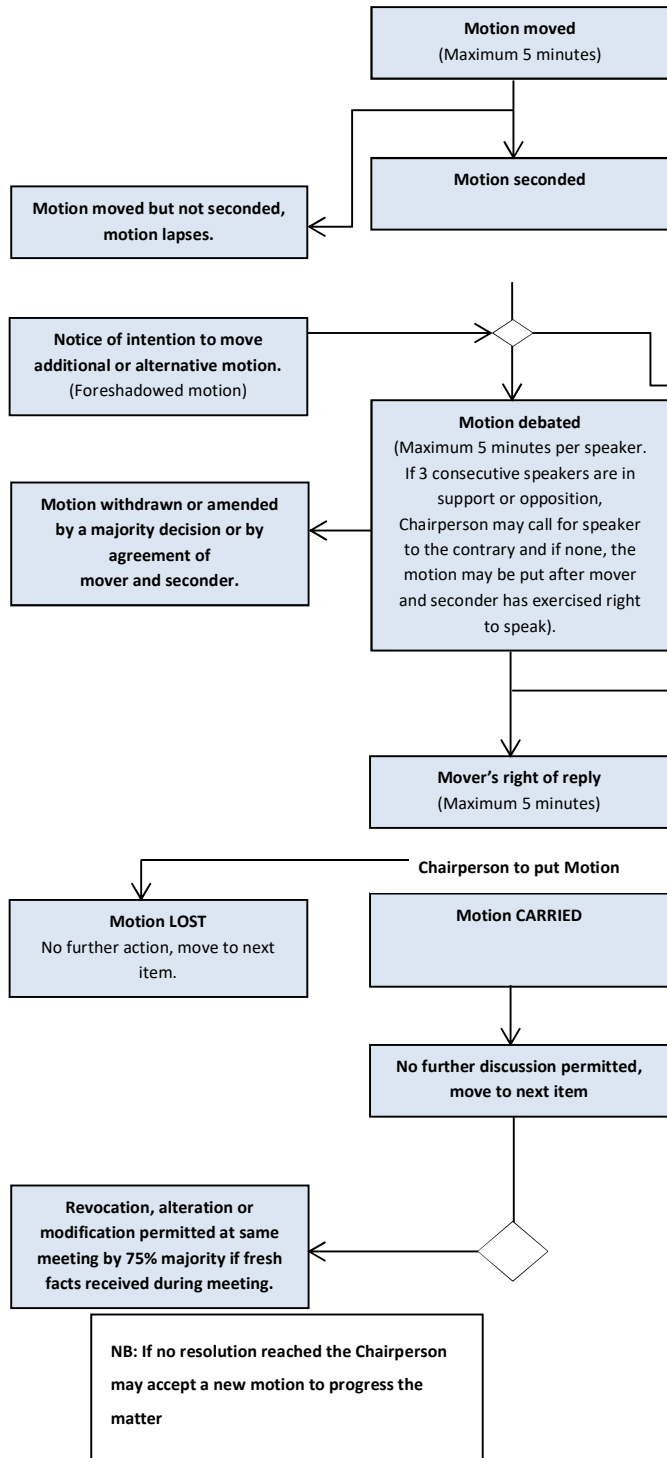 Motion moved
(Maximum 5 minutes)
Motion seconded
Motion moved but not seconded,
motion lapses.
Notice of intention to move
additional or alternative motion.
(Foreshadowed motion)
Motion debated
(Maximum 5 minutes per speaker.
If 3 consecutive speakers are in
support or opposition,
Chairperson may call for speaker
to the contrary and if none, the
motion may be put after mover
and seconder has exercised right
to speak).
Motion withdrawn or amended
by a majority decision or by
agreement of
mover and seconder.
Mover’s right of reply
(Maximum 5 minutes)
Chairperson to put Motion
Motion LOST
No further action, move to next
item.
Motion CARRIED
No further discussion permitted,
move to next item
Revocation, alteration or
modification permitted at same
meeting by 75% majority if fresh
facts received during meeting.
NB: If no resolution reached the Chairperson
may accept a new motion to progress the
matter